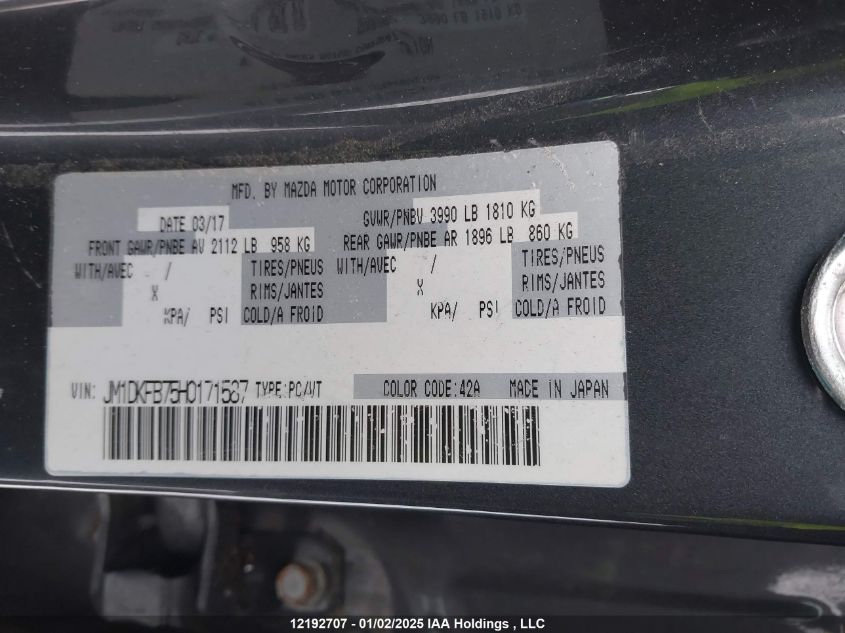 MFD. BY MAZDA MOTOR CORPORATION
DATE 03/17 GVWR/PNBV 3990 LB 1810 KG
FRONT GAWR/PNBE AV 2112 LB 958 KG REAR GAWR/PNBE AR 1896 LB 860 KG
WITH/AVEC / TIRES/PNEUS WITH/AVEC / TIRES/PNEUS
X RIMS/JANTES X RIMS/JANTES
KPA/ PSI COLD/A FROID KPA/ PSI COLD/A FROID
VIN: JM1DKFB75H0171537 TYPE:PC/VT COLOR CODE:42A MADE IN JAPAN
12192707 - 01/02/2025 IAA Holdings , LLC